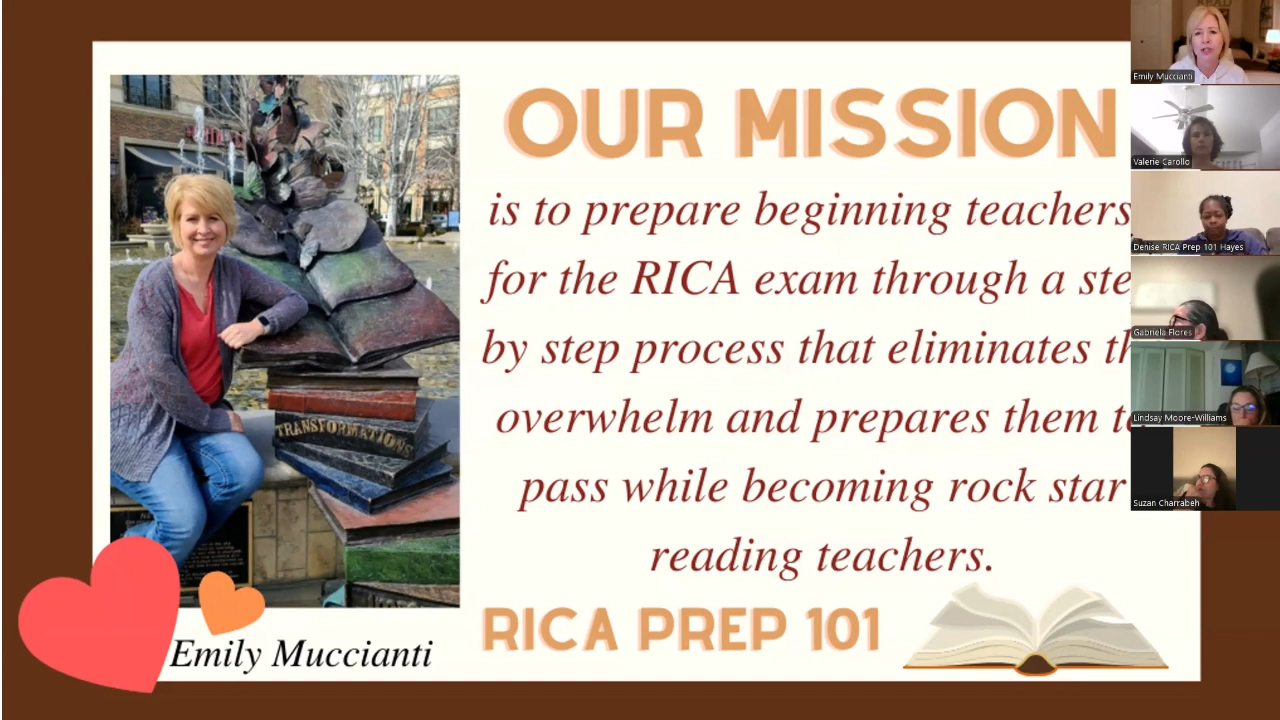 OUR MISSION
is to prepare beginning teachers
for the RICA exam through a ste
by step process that eliminates th
overwhelm and prepares them to
pass while becoming rock star
reading teachers.
RICA PREP 101
TRANSFORMATIONS
Emily Muccianti
Emily Muccianti
Valerie Carollo
Denise RICA Prep 101 Hayes
Gabriela Flores
Lindsay Moore-Williams
Suzan Charrabeh